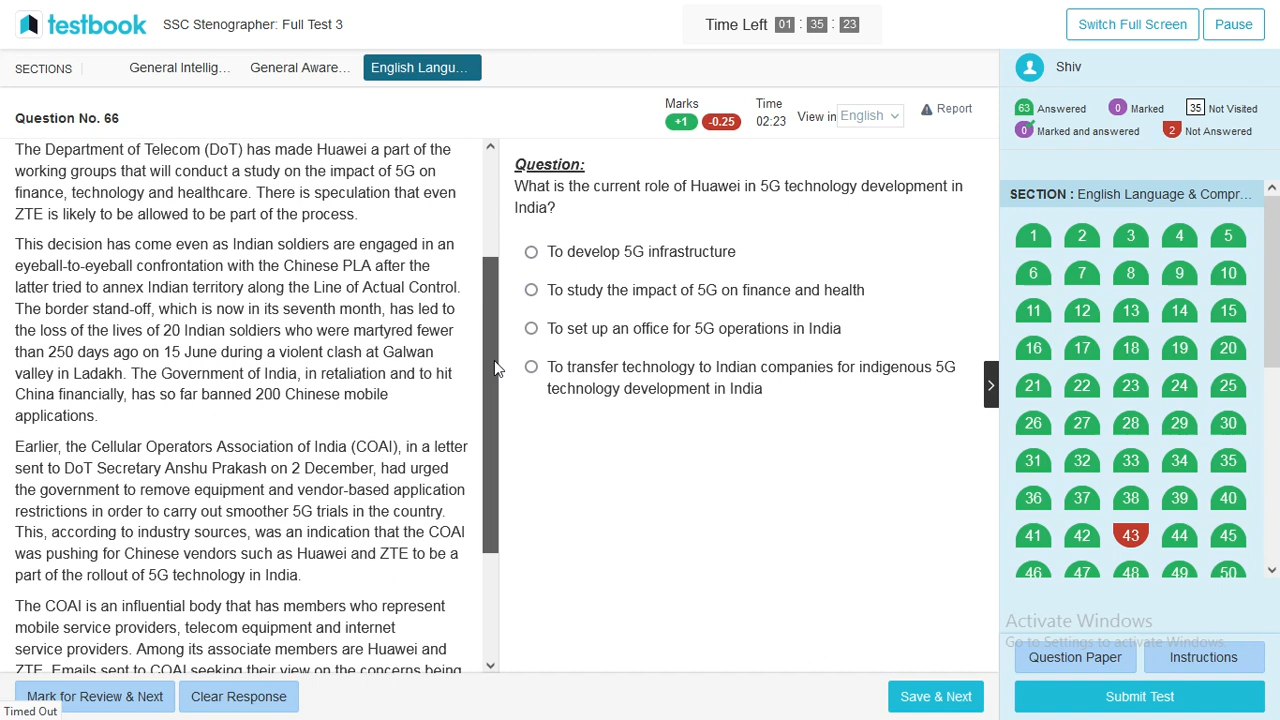 testbook SSC Stenographer: Full Test 3 Time Left 01 : 35 : 23 Switch Full Screen Pause
SECTIONS General Intellig... General Aware... English Langu... Shiv
Question No. 66 Marks +1 -0.25 Time 02:23 View in English Report
63 Answered 0 Marked 35 Not Visited
0 Marked and answered 2 Not Answered
The Department of Telecom (DoT) has made Huawei a part of the
working groups that will conduct a study on the impact of 5G on
finance, technology and healthcare. There is speculation that even
ZTE is likely to be allowed to be part of the process.
This decision has come even as Indian soldiers are engaged in an
eyeball-to-eyeball confrontation with the Chinese PLA after the
latter tried to annex Indian territory along the Line of Actual Control.
The border stand-off, which is now in its seventh month, has led to
the loss of the lives of 20 Indian soldiers who were martyred fewer
than 250 days ago on 15 June during a violent clash at Galwan
valley in Ladakh. The Government of India, in retaliation and to hit
China financially, has so far banned 200 Chinese mobile
applications.
Earlier, the Cellular Operators Association of India (COAI), in a letter
sent to DoT Secretary Anshu Prakash on 2 December, had urged
the government to remove equipment and vendor-based application
restrictions in order to carry out smoother 5G trials in the country.
This, according to industry sources, was an indication that the COAI
was pushing for Chinese vendors such as Huawei and ZTE to be a
part of the rollout of 5G technology in India.
The COAI is an influential body that has members who represent
mobile service providers, telecom equipment and internet
service providers. Among its associate members are Huawei and
ZTE. Emails sent to COAI seeking their view on the concerns being
Question:
What is the current role of Huawei in 5G technology development in
India?
To develop 5G infrastructure
To study the impact of 5G on finance and health
To set up an office for 5G operations in India
To transfer technology to Indian companies for indigenous 5G
technology development in India
SECTION : English Language & Compr...
1 2 3 4 5
6 7 8 9 10
11 12 13 14 15
16 17 18 19 20
21 22 23 24 25
26 27 28 29 30
31 32 33 34 35
36 37 38 39 40
41 42 43 44 45
46 47 48 49 50
Activate Windows
Go to Settings to activate Windows.
Question Paper Instructions
Mark for Review & Next Clear Response Save & Next Submit Test
Timed Out